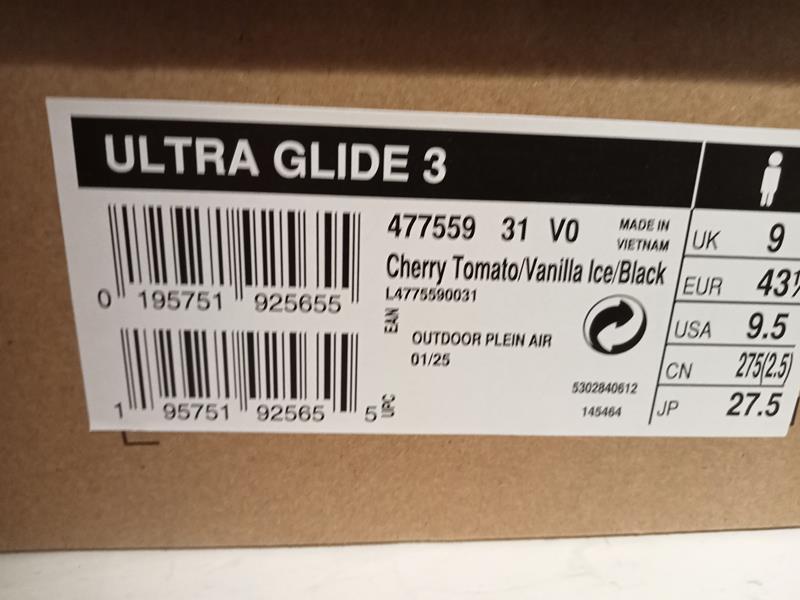 ULTRA GLIDE 3
477559 31 V0
MADE IN
VIETNAM
Cherry Tomato/Vanilla Ice/Black
L4775590031
0 195751 925655
EAN
OUTDOOR PLEIN AIR
01/25
1 95751 92565 5
UPC
5302840612
145464
UK 9
EUR 43
USA 9.5
CN 275(2.5)
JP 27.5